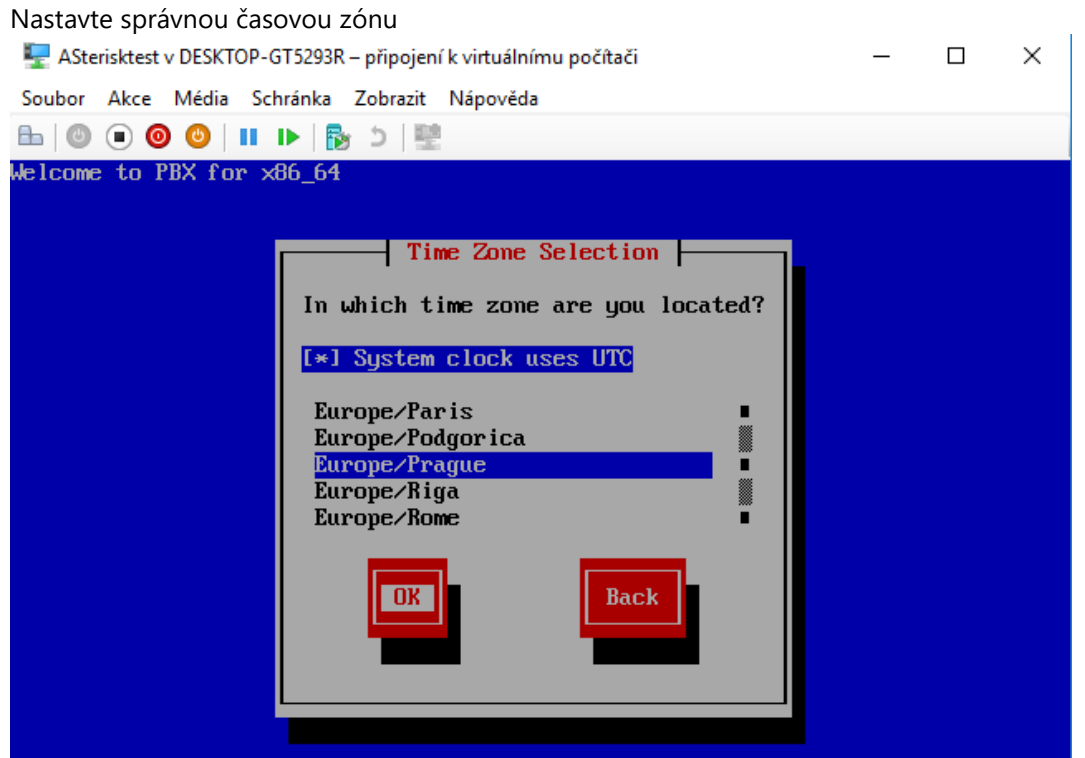 Nastavte správnou časovou zónu
ASterisktest v DESKTOP-GT5293R – připojení k virtuálnímu počítači
Soubor Akce Média Schránka Zobrazit Nápověda
Welcome to PBX for x86_64
Time Zone Selection
In which time zone are you located?
[*] System clock uses UTC
Europe/Paris
Europe/Podgorica
Europe/Prague
Europe/Riga
Europe/Rome
OK Back